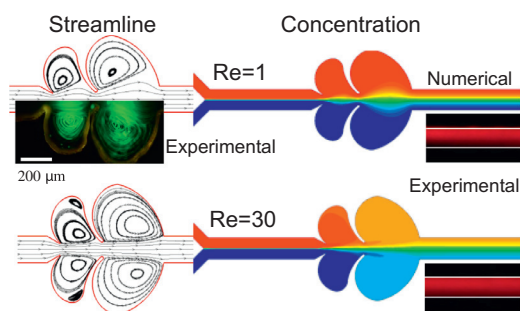 Streamline
Concentration
Re=1
Numerical
Experimental
200 μm
Experimental
Re=30